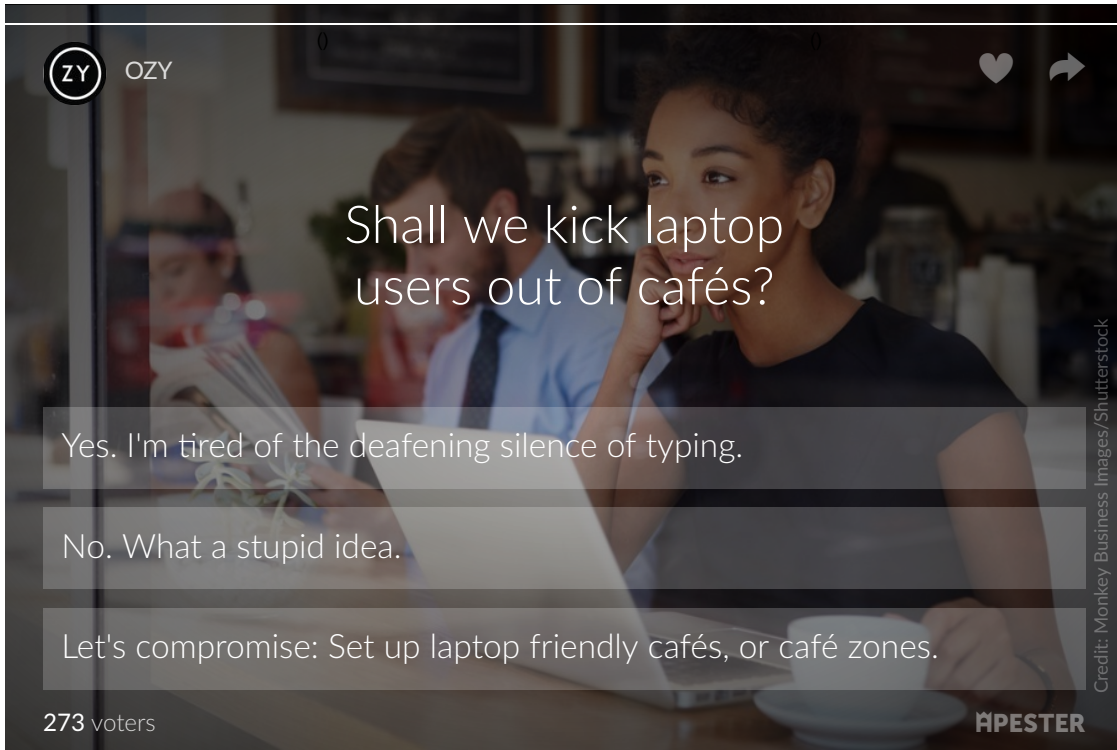 ZY
OZY
Shall we kick laptop
users out of cafés?
Yes. I'm tired of the deafening silence of typing.
No. What a stupid idea.
Let's compromise: Set up laptop friendly cafés, or café zones.
273 voters
APESTER
Credit: Monkey Business Images/Shutterstock